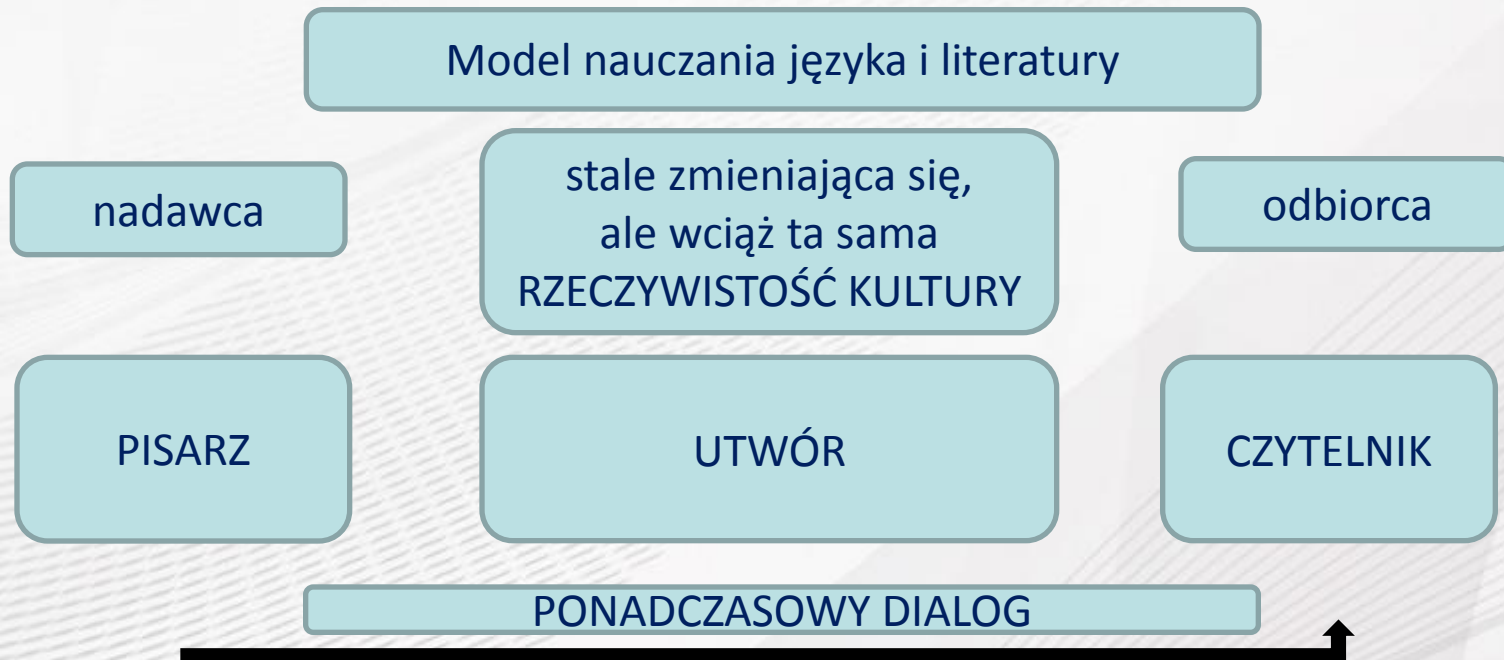 Model nauczania języka i literatury
nadawca
stale zmieniająca się,
ale wciąż ta sama
RZECZYWISTOŚĆ KULTURY
odbiorca
PISARZ
UTWÓR
CZYTELNIK
PONADCZASOWY DIALOG